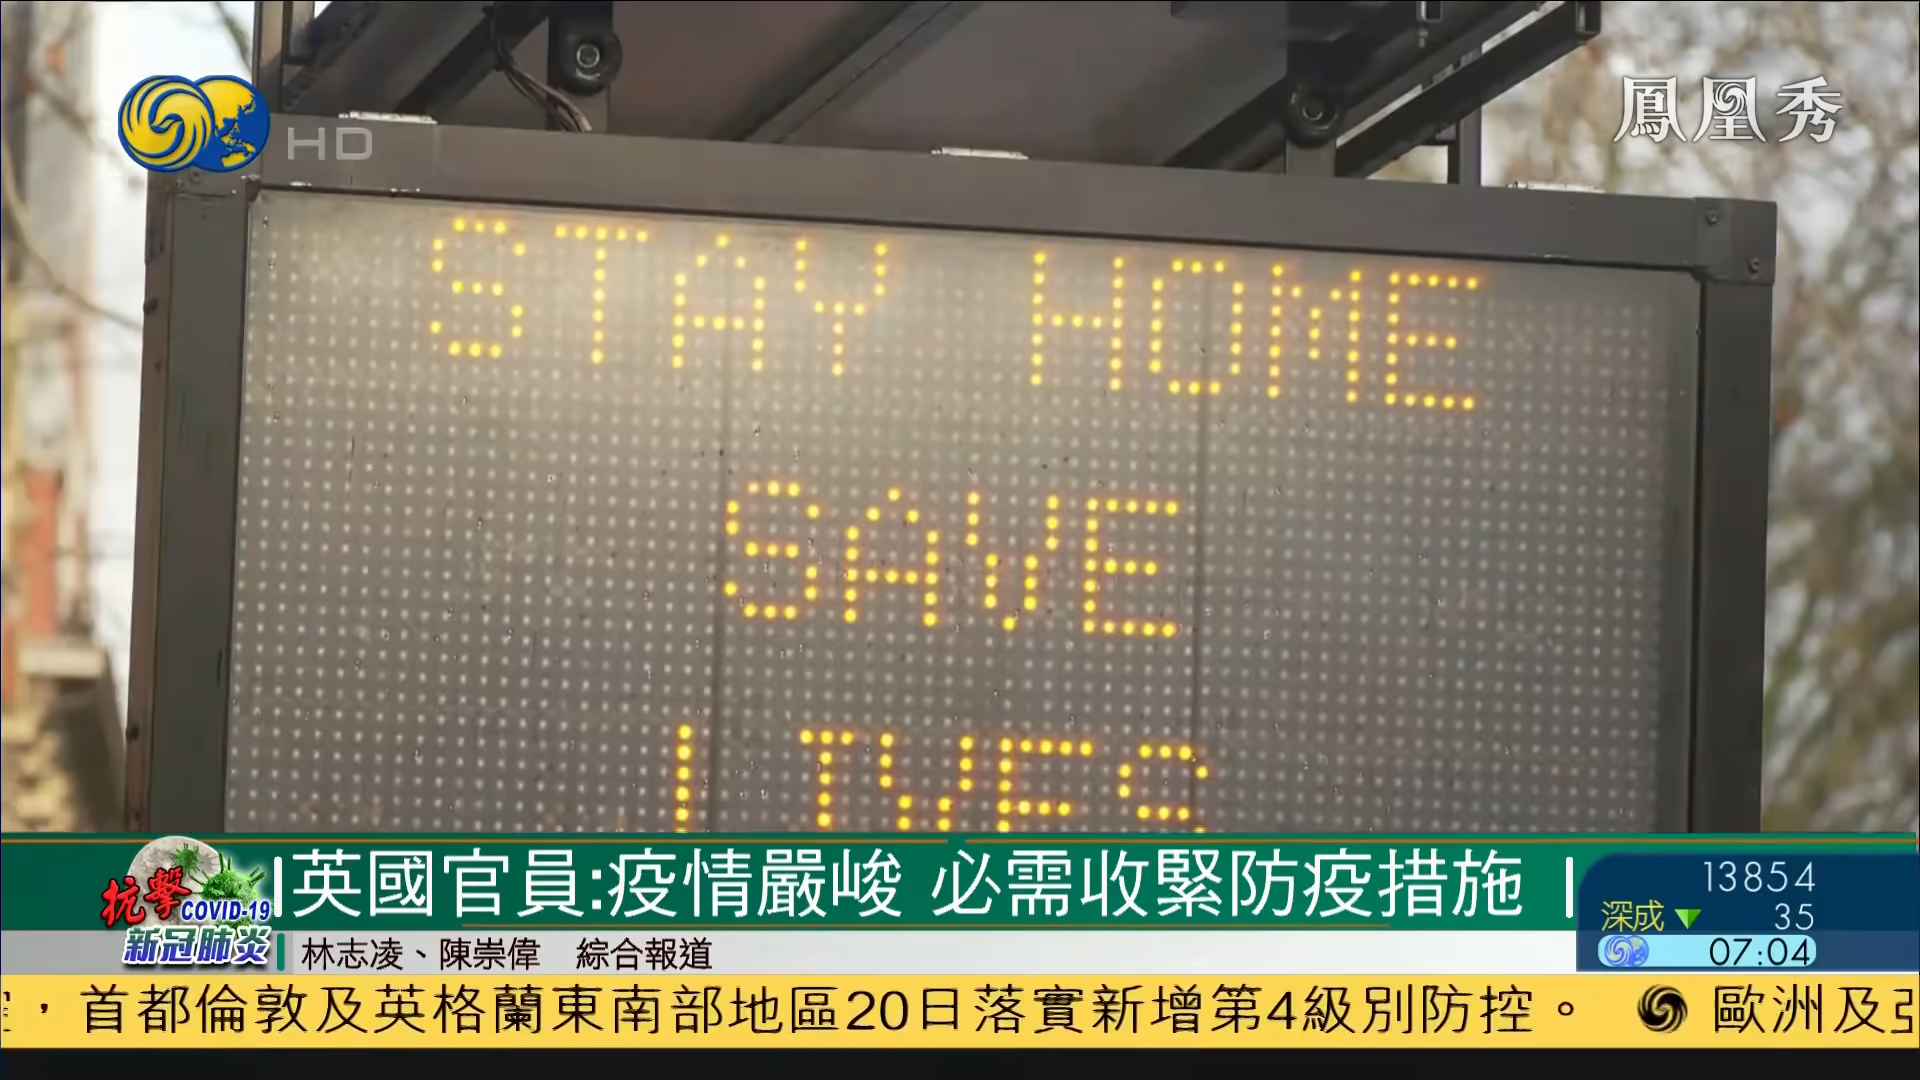 HD
鳳凰秀
STAY HOME
SAVE
LIVES
英國官員:疫情嚴峻 必需收緊防疫措施
抗擊
COVID-19
新冠肺炎
林志凌、陳崇偉 綜合報道
13854
深成 35
07:04
，首都倫敦及英格蘭東南部地區20日落實新增第4級別防控。 歐洲及